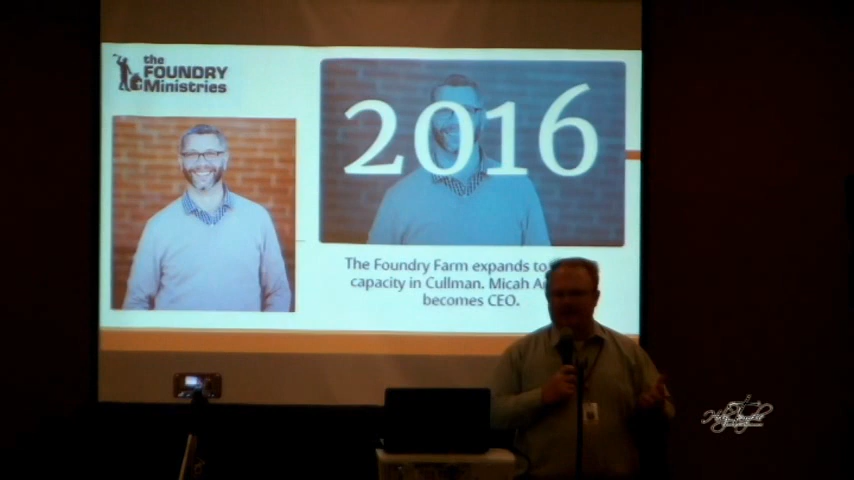 the
FOUNDRY
Ministries
2016
The Foundry Farm expands to
capacity in Cullman. Micah
becomes CEO.